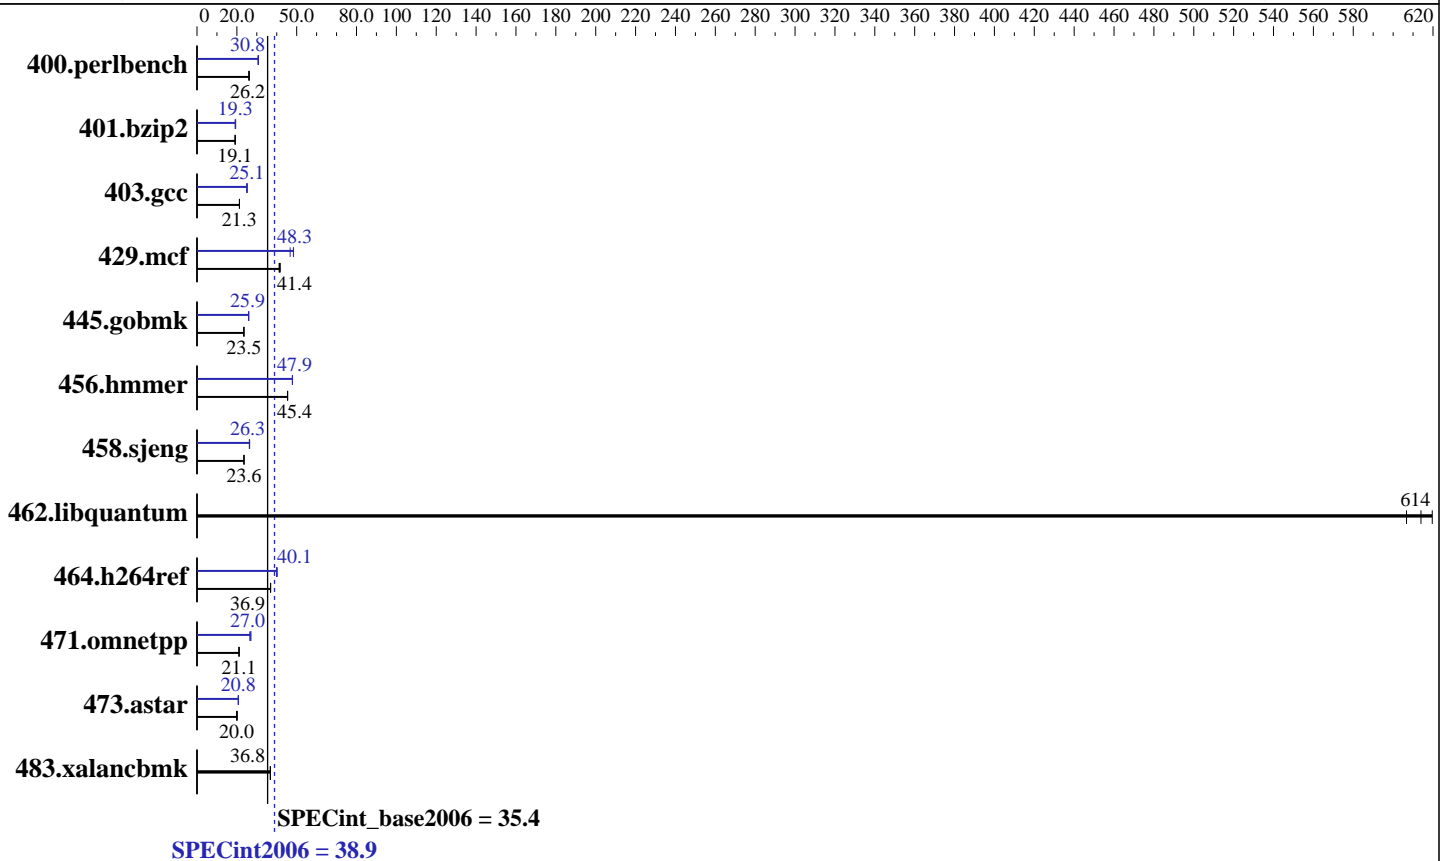 0 20.0 50.0 80.0 100 120 140 160 180 200 220 240 260 280 300 320 340 360 380 400 420 440 460 480 500 520 540 560 580 620
30.8
400.perlbench
26.2
19.3
401.bzip2
19.1
25.1
403.gcc
21.3
48.3
429.mcf
41.4
25.9
445.gobmk
23.5
47.9
456.hmmer
45.4
26.3
458.sjeng
23.6
614
462.libquantum
40.1
464.h264ref
36.9
27.0
471.omnetpp
21.1
20.8
473.astar
20.0
36.8
483.xalancbmk
SPECint_base2006 = 35.4
SPECint2006 = 38.9